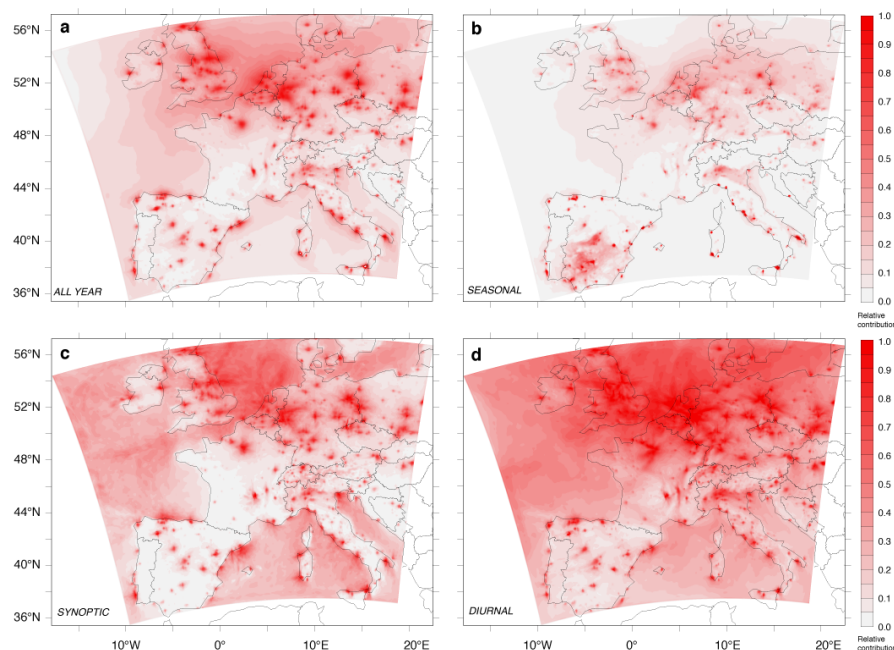 a
b
56°N
52°N
48°N
44°N
40°N
36°N
ALL YEAR
SEASONAL
1.0
0.9
0.8
0.7
0.6
0.5
0.4
0.3
0.2
0.1
0.0
Relative
contribution
c
d
56°N
52°N
48°N
44°N
40°N
36°N
SYNOPTIC
DIURNAL
1.0
0.9
0.8
0.7
0.6
0.5
0.4
0.3
0.2
0.1
0.0
10°W
0°
10°E
20°E
10°W
0°
10°E
20°E
Relative
contribution